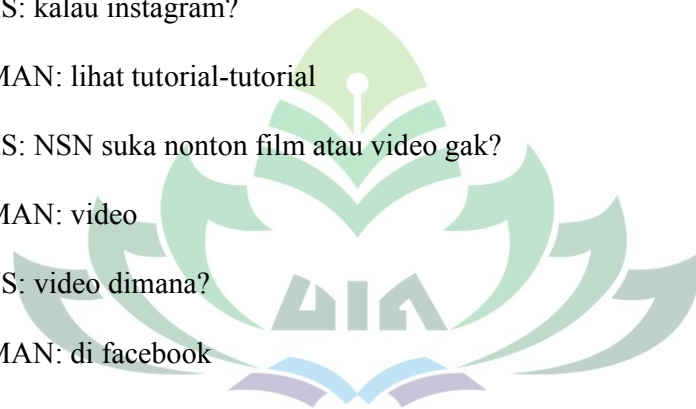 S: kalau instagram?
MAN: lihat tutorial-tutorial
S: NSN suka nonton film atau video gak?
MAN: video
S: video dimana?
MAN: di facebook
UIN